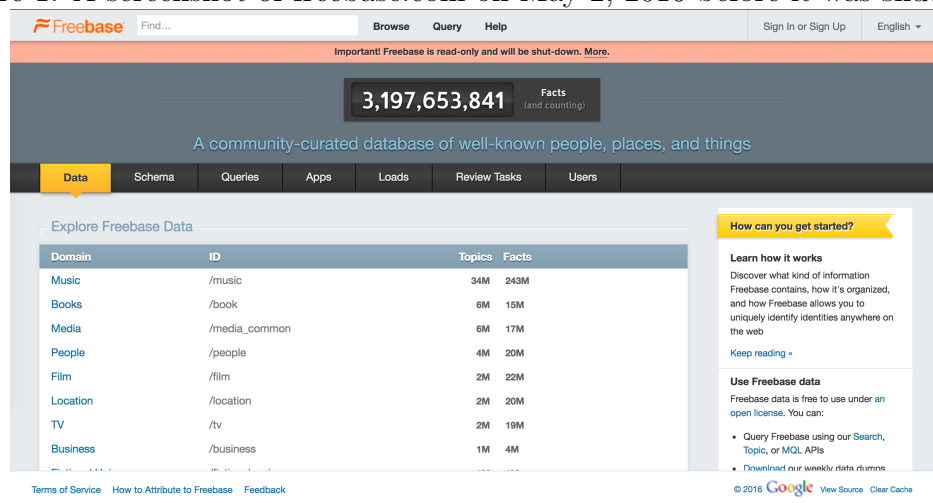 Freebase Find... Browse Query Help Sign In or Sign Up English
Important! Freebase is read-only and will be shut-down. More.
3,197,653,841 Facts
(and counting)
A community-curated database of well-known people, places, and things
Data Schema Queries Apps Loads Review Tasks Users
Explore Freebase Data
Domain ID Topics Facts
Music /music 34M 243M
Books /book 6M 15M
Media /media_common 6M 17M
People /people 4M 20M
Film /film 2M 22M
Location /location 2M 20M
TV /tv 2M 19M
Business /business 1M 4M
How can you get started?
Learn how it works
Discover what kind of information
Freebase contains, how it's organized,
and how Freebase allows you to
uniquely identify identities anywhere on
the web
Keep reading »
Use Freebase data
Freebase data is free to use under an
open license. You can:
• Query Freebase using our Search,
Topic, or MQL APIs
• Download our weekly data dumps
Terms of Service How to Attribute to Freebase Feedback
© 2016 Google View Source Clear Cache